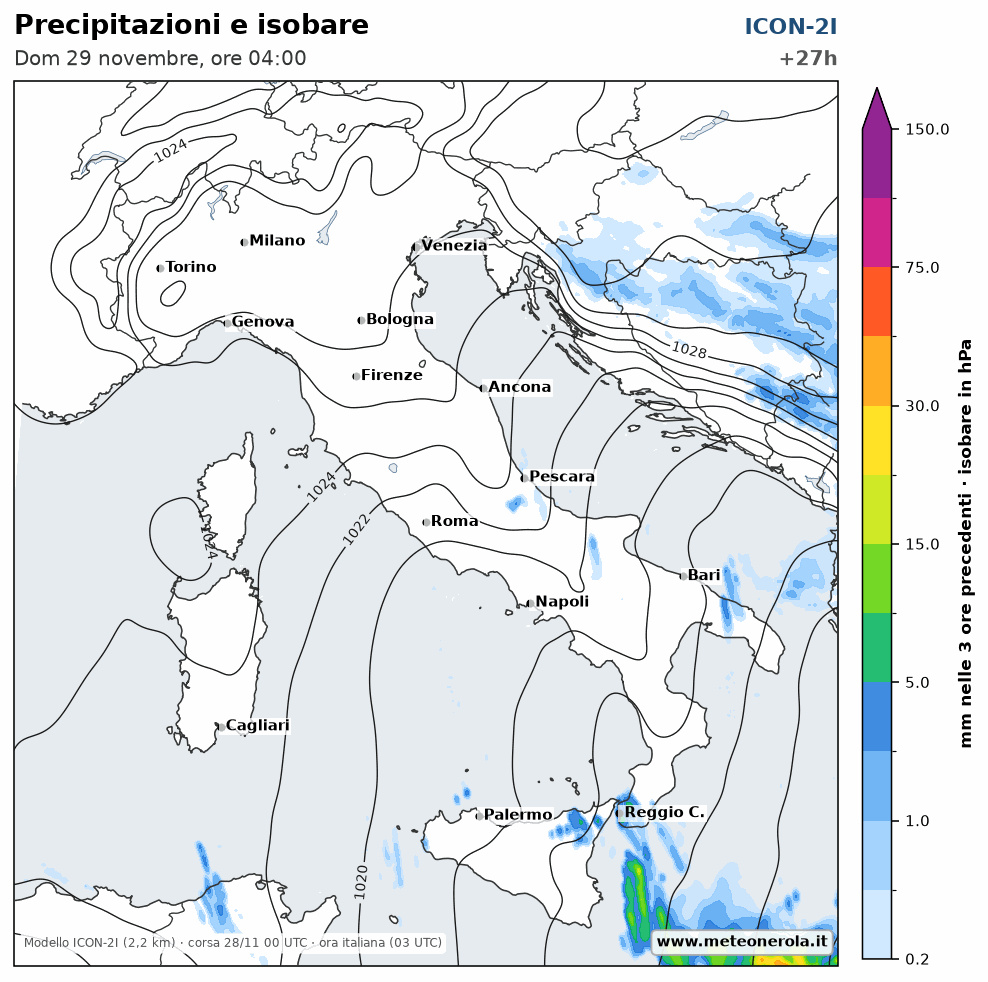 Precipitazioni e isobare
ICON-2I
Dom 29 novembre, ore 04:00
+27h
1024
Milano
Venezia
Torino
Genova
Bologna
1028
Firenze
Ancona
Pescara
1024
1022
Roma
1024
Bari
Napoli
Cagliari
Palermo
Reggio C.
1020
Modello ICON-2I (2,2 km) · corsa 28/11 00 UTC · ora italiana (03 UTC)
www.meteonerola.it
150.0
75.0
30.0
15.0
5.0
1.0
0.2
mm nelle 3 ore precedenti · isobare in hPa